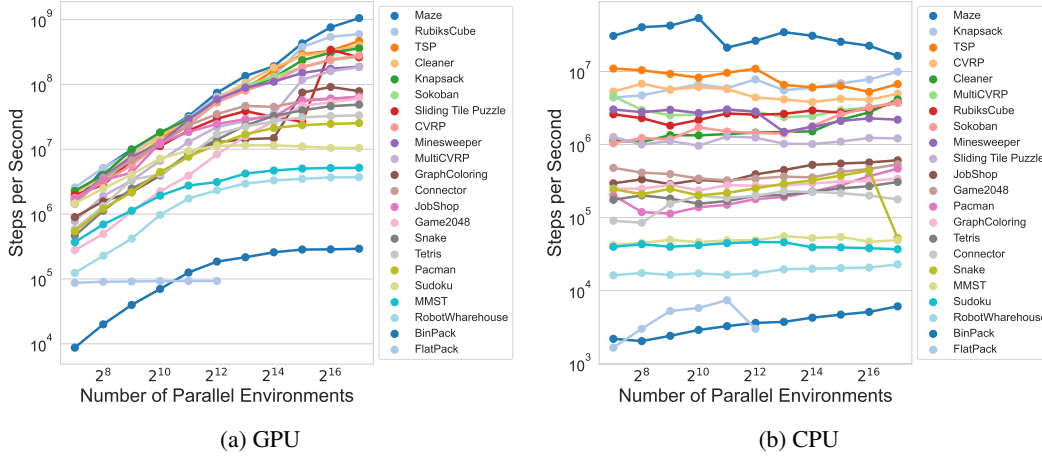 Steps per Second
10^9
10^8
10^7
10^6
10^5
10^4
2^8 2^10 2^12 2^14 2^16
Number of Parallel Environments
Maze
RubiksCube
TSP
Cleaner
Knapsack
Sokoban
Sliding Tile Puzzle
CVRP
Minesweeper
MultiCVRP
GraphColoring
Connector
JobShop
Game2048
Snake
Tetris
Pacman
Sudoku
MMST
RobotWharehouse
BinPack
FlatPack
(a) GPU
Steps per Second
10^7
10^6
10^5
10^4
10^3
2^8 2^10 2^12 2^14 2^16
Number of Parallel Environments
Maze
Knapsack
TSP
CVRP
Cleaner
MultiCVRP
RubiksCube
Sokoban
Minesweeper
Sliding Tile Puzzle
JobShop
Game2048
Pacman
GraphColoring
Tetris
Connector
Snake
MMST
Sudoku
RobotWharehouse
BinPack
FlatPack
(b) CPU